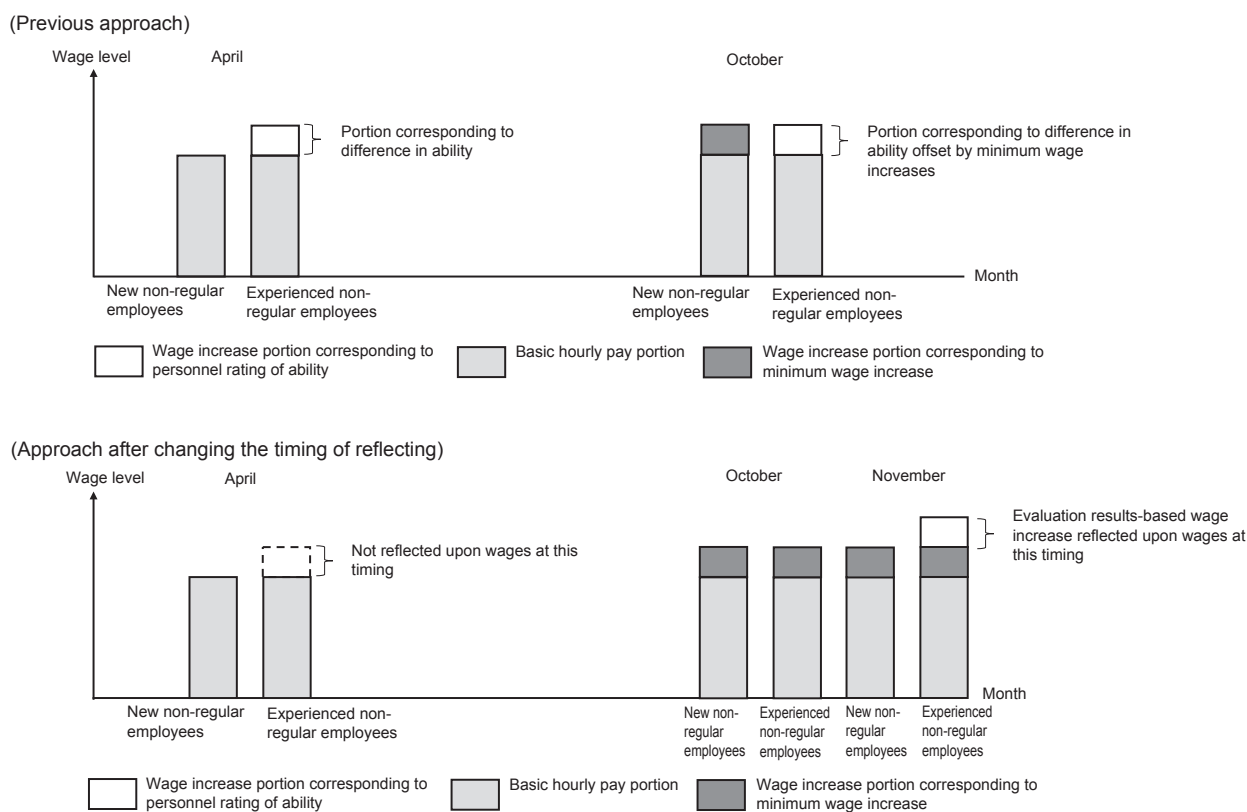 (Previous approach)
Wage level
April
October
Portion corresponding to
difference in ability
Portion corresponding to difference in
ability offset by minimum wage
increases
Month
New non-regular
employees
Experienced non-
regular employees
New non-regular
employees
Experienced non-
regular employees
Wage increase portion corresponding to
personnel rating of ability
Basic hourly pay portion
Wage increase portion corresponding to
minimum wage increase
(Approach after changing the timing of reflecting)
Wage level
April
October
November
Not reflected upon wages at this
timing
Evaluation results-based wage
increase reflected upon wages at
this timing
Month
New non-regular
employees
Experienced non-
regular employees
New non-
regular
employees
Experienced
non-regular
employees
New non-
regular
employees
Experienced
non-regular
employees
Wage increase portion corresponding to
personnel rating of ability
Basic hourly pay portion
Wage increase portion corresponding to
minimum wage increase